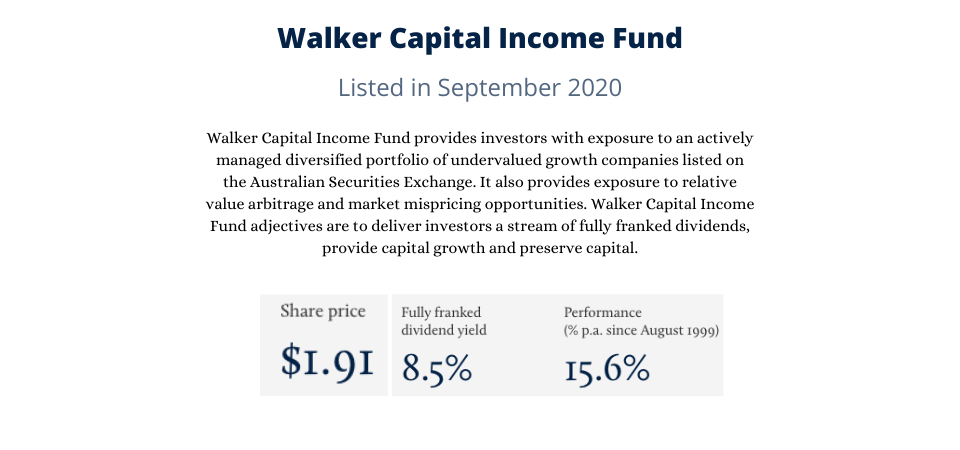 Walker Capital Income Fund
Listed in September 2020
Walker Capital Income Fund provides investors with exposure to an actively
managed diversified portfolio of undervalued growth companies listed on
the Australian Securities Exchange. It also provides exposure to relative
value arbitrage and market mispricing opportunities. Walker Capital Income
Fund adjectives are to deliver investors a stream of fully franked dividends,
provide capital growth and preserve capital.
Share price
$1.91
Fully franked
dividend yield
8.5%
Performance
(% p.a. since August 1999)
15.6%